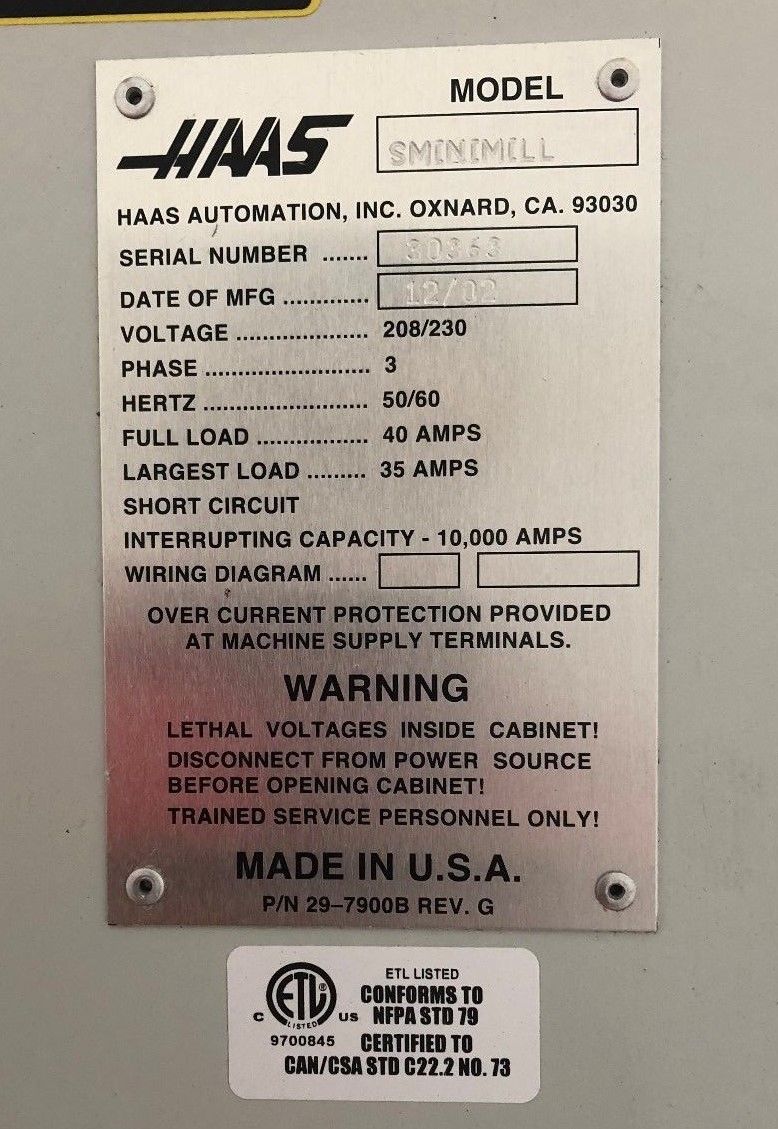 MODEL
HAAS
SMINIMILL
HAAS AUTOMATION, INC. OXNARD, CA. 93030
SERIAL NUMBER ....... 30363
DATE OF MFG ............. 12/02
VOLTAGE .................... 208/230
PHASE ......................... 3
HERTZ ......................... 50/60
FULL LOAD ................. 40 AMPS
LARGEST LOAD ......... 35 AMPS
SHORT CIRCUIT
INTERRUPTING CAPACITY - 10,000 AMPS
WIRING DIAGRAM ......
OVER CURRENT PROTECTION PROVIDED
AT MACHINE SUPPLY TERMINALS.
WARNING
LETHAL VOLTAGES INSIDE CABINET!
DISCONNECT FROM POWER SOURCE
BEFORE OPENING CABINET!
TRAINED SERVICE PERSONNEL ONLY!
MADE IN U.S.A.
P/N 29-7900B REV. G
ETL LISTED
CONFORMS TO
NFPA STD 79
CERTIFIED TO
CAN/CSA STD C22.2 NO. 73
C ETL® US
LISTED
9700845